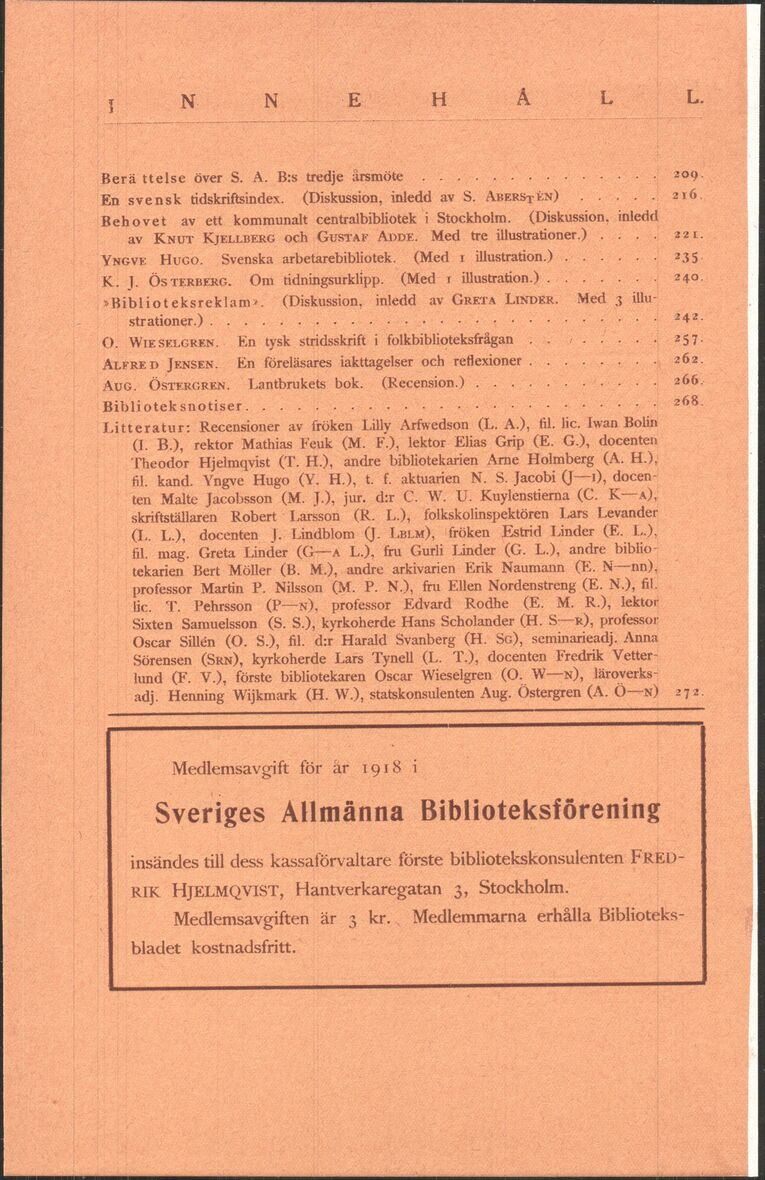 I N N E H Å L L.
Berättelse över S. A. B:s tredje årsmöte . . . . . . . . . . . . . . 209.
En svensk tidskriftsindex. (Diskussion, inledd av S. ABERSTÉN) . . . . . 216.
Behovet av ett kommunalt centralbibliotek i Stockholm. (Diskussion, inledd
av KNUT KJELLBERG och GUSTAF ADDE. Med tre illustrationer.) . . . . 221.
YNGVE HUGO. Svenska arbetarebibliotek. (Med 1 illustration.) . . . . . . 235.
K. J. ÖSTERBERG. Om tidningsurklipp. (Med 1 illustration.) . . . . . . . 240.
»Biblioteksreklam». (Diskussion, inledd av GRETA LINDER. Med 3 illu-
strationer.) . . . . . . . . . . . . . . . . . . . . . . . . . . 242.
O. WIESELGREN. En tysk stridsskrift i folkbiblioteksfrågan . . . . . . . . 257.
ALFRED JENSEN. En föreläsares iakttagelser och reflexioner . . . . . . . . 262.
AUG. ÖSTERGREN. Lantbrukets bok. (Recension.) . . . . . . . . . . . 266.
Biblioteksnotiser. . . . . . . . . . . . . . . . . . . . . . . . . 268.
Litteratur: Recensioner av fröken Lilly Arfwedson (L. A.), fil. lic. Iwan Bolin
(I. B.), rektor Mathias Feuk (M. F.), lektor Elias Grip (E. G.), docenten
Theodor Hjelmqvist (T. H.), andre bibliotekarien Arne Holmberg (A. H.),
fil. kand. Yngve Hugo (Y. H.), t. f. aktuarien N. S. Jacobi (J—I), docen-
ten Malte Jacobsson (M. J.), jur. d:r C. W. U. Kuylenstierna (C. K—A),
skriftställaren Robert Larsson (R. L.), folkskolinspektören Lars Levander
(L. L.), docenten J. Lindblom (J. LBLM), fröken Estrid Linder (E. L.),
fil. mag. Greta Linder (G—A L.), fru Gurli Linder (G. L.), andre biblio-
tekarien Bert Möller (B. M.), andre arkivarien Erik Naumann (E. N—nn),
professor Martin P. Nilsson (M. P. N.), fru Ellen Nordenstreng (E. N.), fil.
lic. T. Pehrsson (P—N), professor Edvard Rodhe (E. M. R.), lektor
Sixten Samuelsson (S. S.), kyrkoherde Hans Scholander (H. S—R), professor
Oscar Sillén (O. S.), fil. d:r Harald Svanberg (H. SG), seminarieadj. Anna
Sörensen (SRN), kyrkoherde Lars Tynell (L. T.), docenten Fredrik Vetter-
lund (F. V.), förste bibliotekaren Oscar Wieselgren (O. W—N), läroverks-
adj. Henning Wijkmark (H. W.), statskonsulenten Aug. Östergren (A. Ö—N) 272.
Medlemsavgift för år 1918 i
Sveriges Allmänna Biblioteksförening
insändes till dess kassaförvaltare förste bibliotekskonsulenten FRED-
RIK HJELMQVIST, Hantverkaregatan 3, Stockholm.
Medlemsavgiften är 3 kr. Medlemmarna erhålla Biblioteks-
bladet kostnadsfritt.